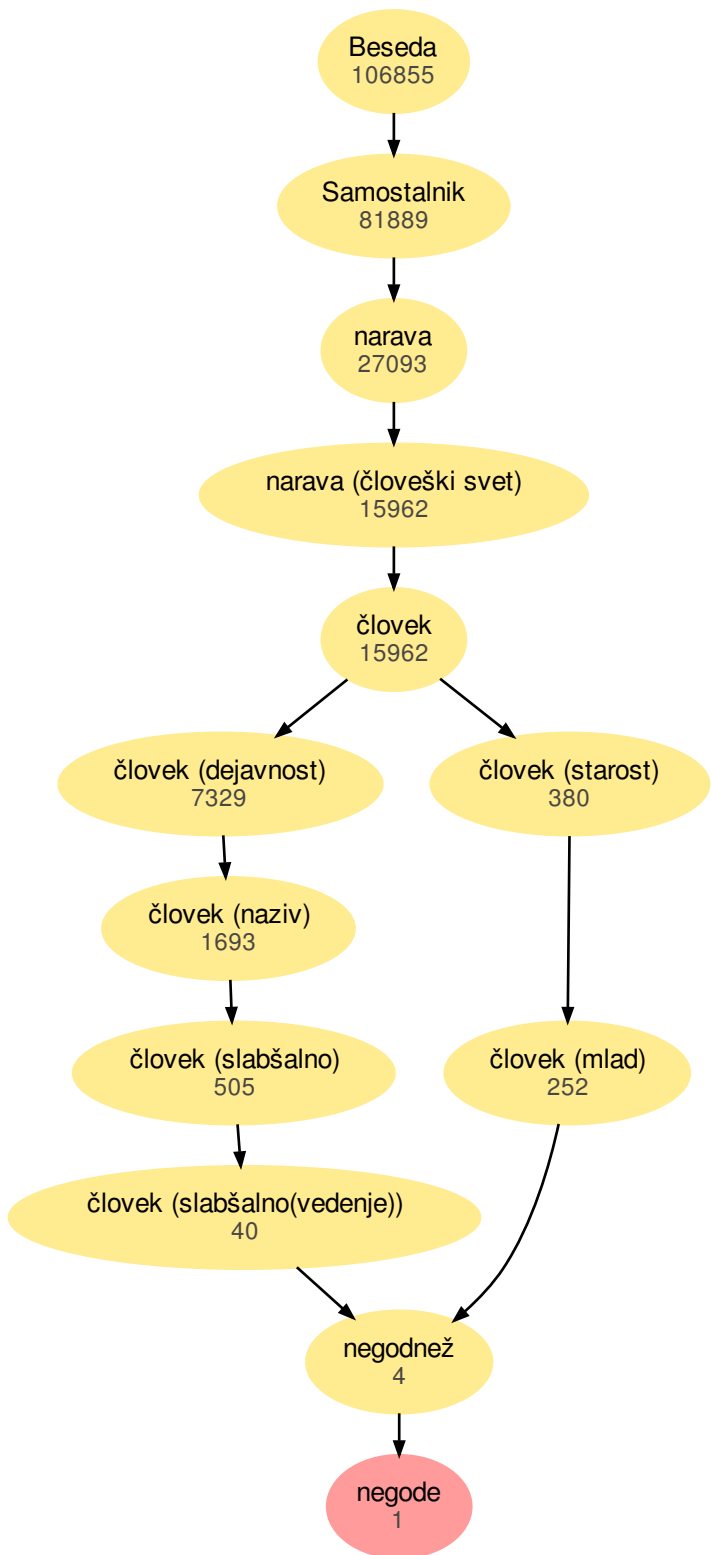 Beseda
106855
Samostalnik
81889
narava
27093
narava (človeški svet)
15962
človek
15962
človek (dejavnost)
7329
človek (starost)
380
človek (naziv)
1693
človek (slabšalno)
505
človek (mlad)
252
človek (slabšalno(vedenje))
40
negodnež
4
negode
1